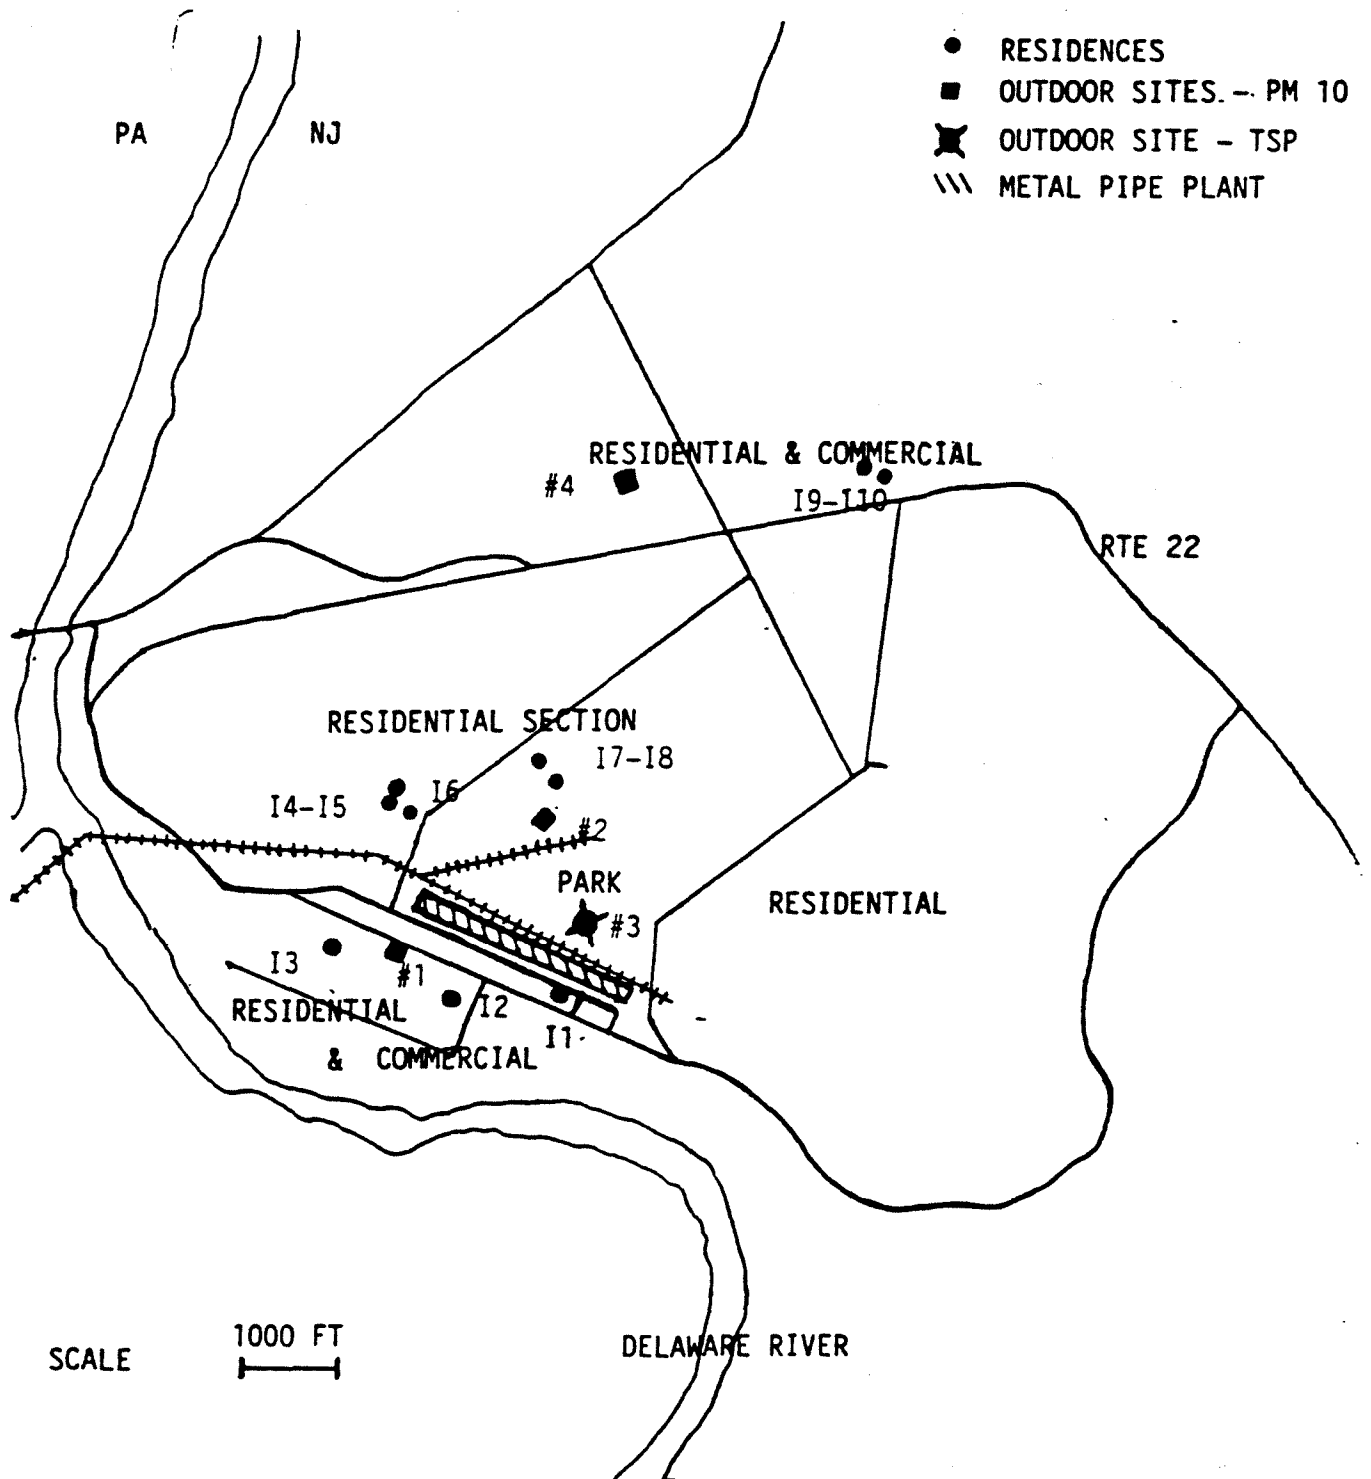 RESIDENCES
OUTDOOR SITES - PM 10
OUTDOOR SITE - TSP
METAL PIPE PLANT
PA
NJ
RESIDENTIAL & COMMERCIAL
#4
I9-I10
RTE 22
RESIDENTIAL SECTION
I7-I8
I6
I4-I5
#2
PARK
#3
RESIDENTIAL
I3
#1
I2
RESIDENTIAL
I1
& COMMERCIAL
1000 FT
SCALE
DELAWARE RIVER